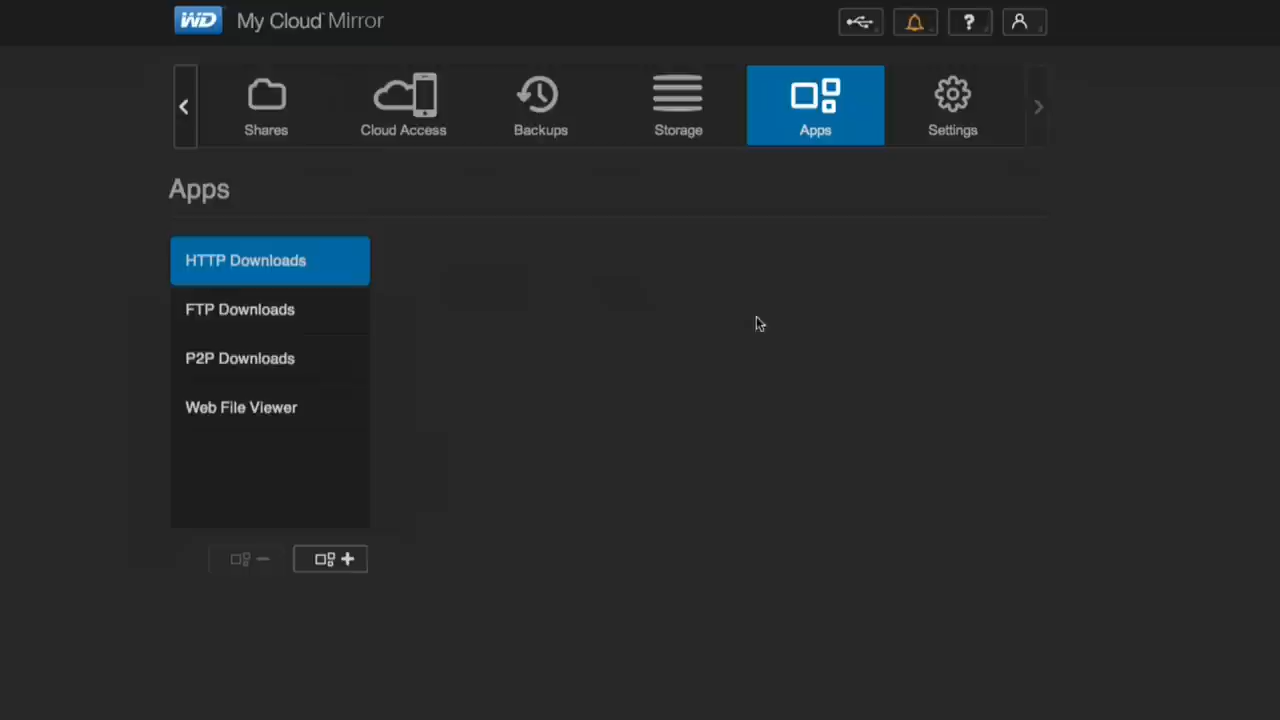 WD My Cloud Mirror
?
Shares
Cloud Access
Backups
Storage
Apps
Settings
Apps
HTTP Downloads
FTP Downloads
P2P Downloads
Web File Viewer